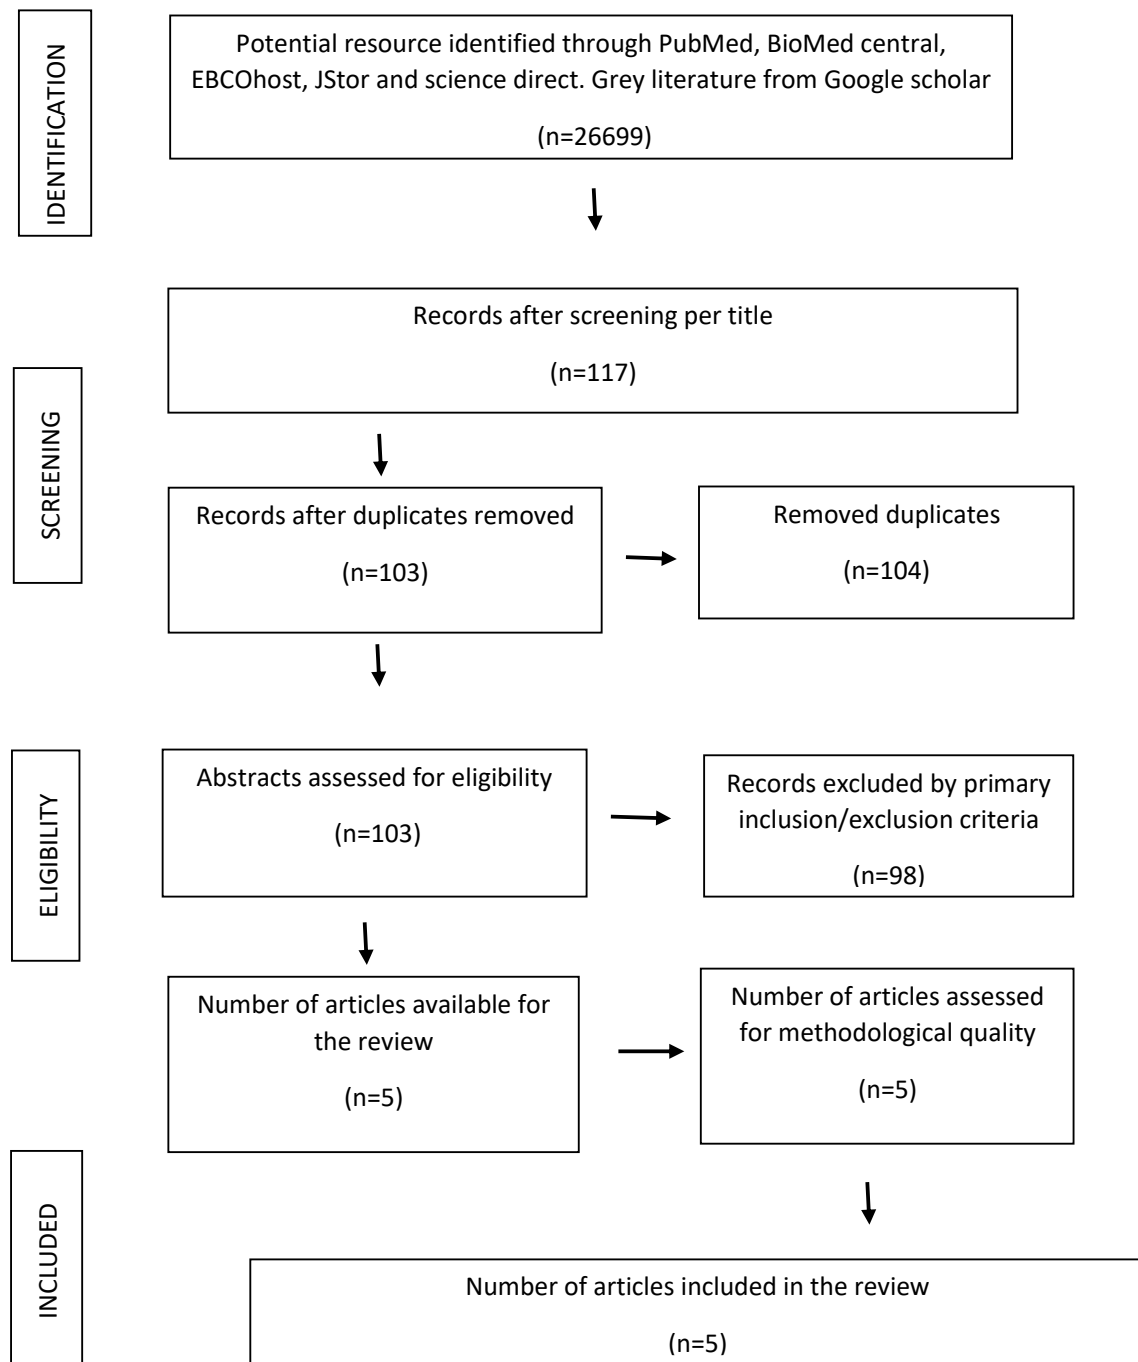 IDENTIFICATION
Potential resource identified through PubMed, BioMed central,
EBCOhost, JStor and science direct. Grey literature from Google scholar
(n=26699)
SCREENING
Records after screening per title
(n=117)
Records after duplicates removed
(n=103)
Removed duplicates
(n=104)
ELIGIBILITY
Abstracts assessed for eligibility
(n=103)
Records excluded by primary
inclusion/exclusion criteria
(n=98)
Number of articles available for
the review
(n=5)
Number of articles assessed
for methodological quality
(n=5)
INCLUDED
Number of articles included in the review
(n=5)